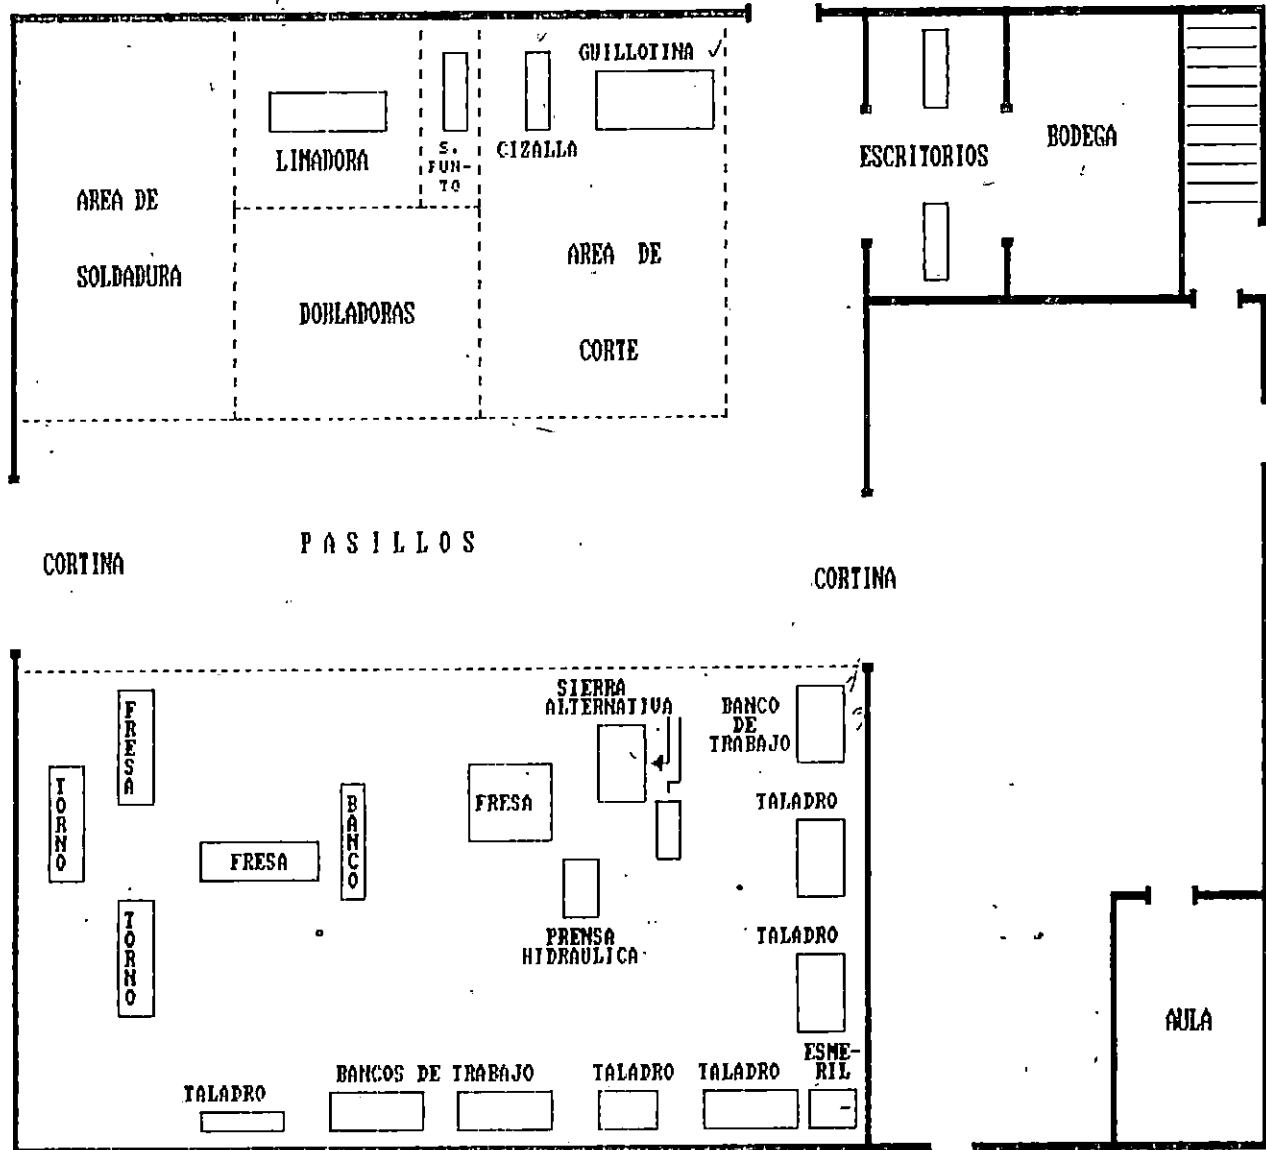 GUILLOTINA
LIMADORA
S.
PUN-
TO
CIZALLA
ESCRITORIOS
BODEGA
AREA DE
SOLDADURA
DOBLADORAS
AREA DE
CORTE
PASILLOS
CORTINA
CORTINA
SIERRA
ALTERNATIVA
BANCO
DE
TRABAJO
FRESA
TORNO
BANCO
FRESA
TALADRO
FRESA
TORNO
PRENSA
HIDRAULICA
TALADRO
AULA
ESME-
RIL
TALADRO
BANCOS DE TRABAJO
TALADRO
TALADRO